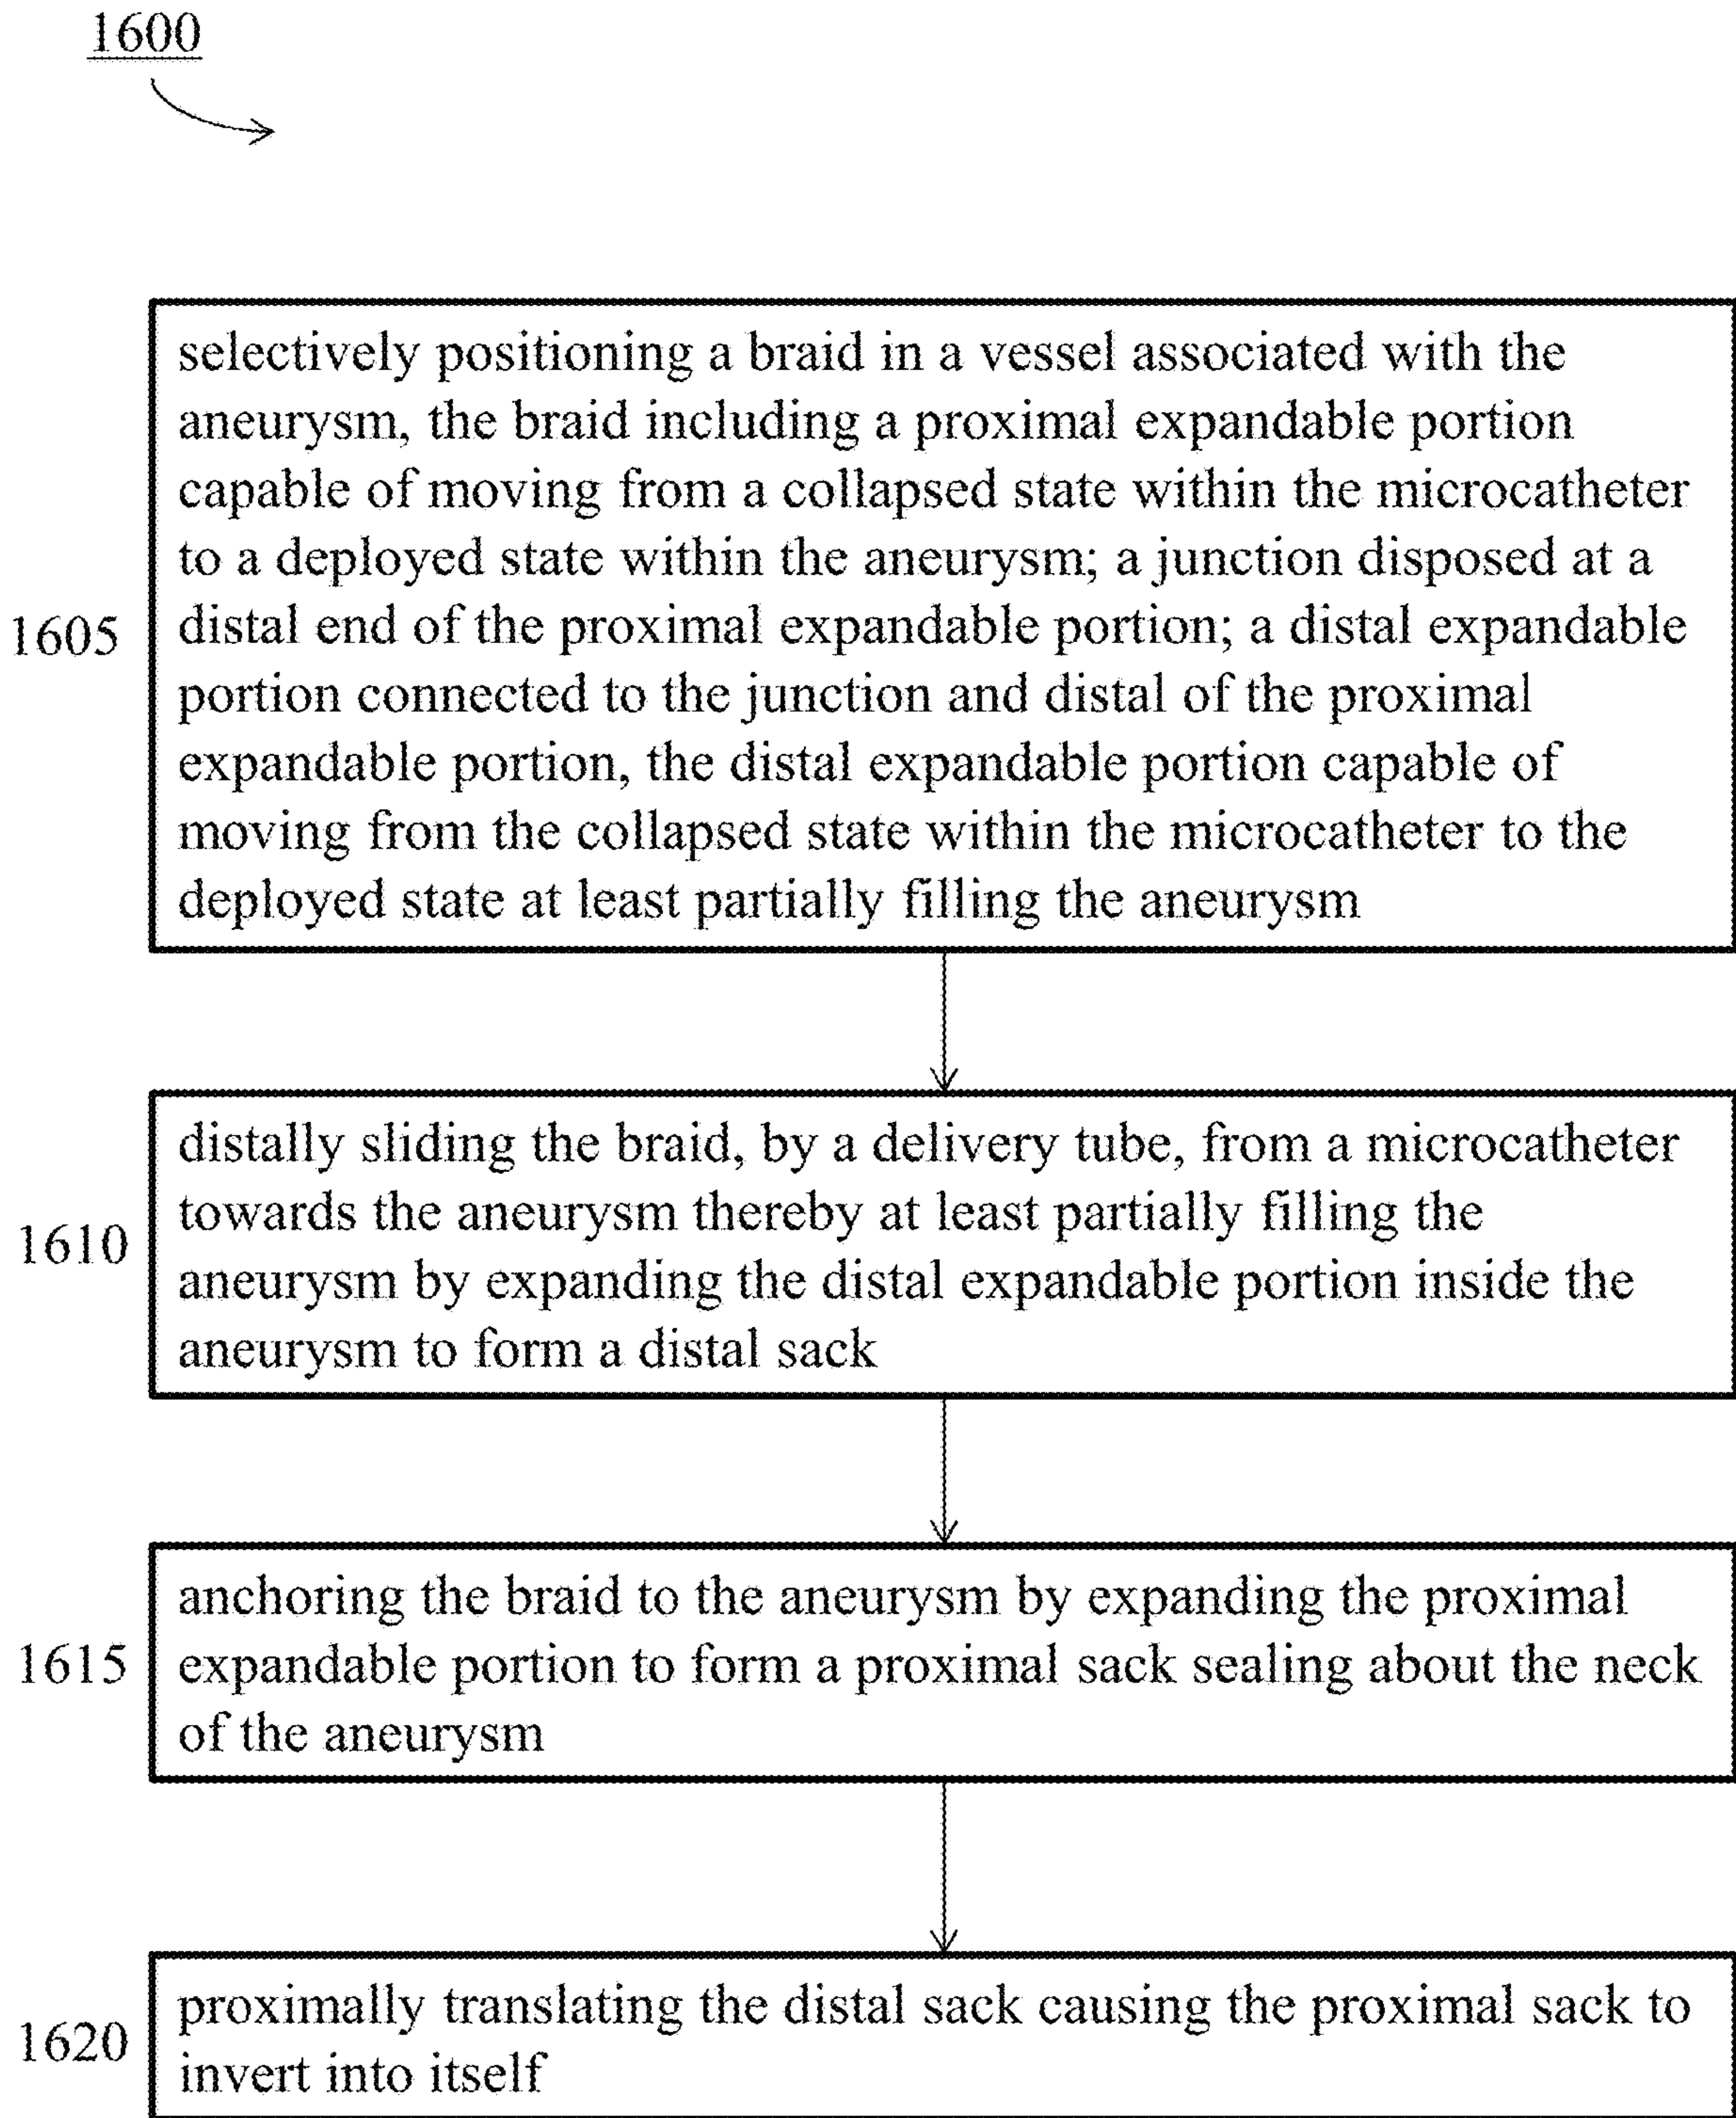 1600
selectively positioning a braid in a vessel associated with the
aneurysm, the braid including a proximal expandable portion
capable of moving from a collapsed state within the microcatheter
to a deployed state within the aneurysm; a junction disposed at a
1605
distal end of the proximal expandable portion; a distal expandable
portion connected to the junction and distal of the proximal
expandable portion, the distal expandable portion capable of
moving from the collapsed state within the microcatheter to the
deployed state at least partially filling the aneurysm
distally sliding the braid, by a delivery tube, from a microcatheter
towards the aneurysm thereby at least partially filling the
1610
aneurysm by expanding the distal expandable portion inside the
aneurysm to form a distal sack
anchoring the braid to the aneurysm by expanding the proximal
1615
expandable portion to form a proximal sack sealing about the neck
of the aneurysm
proximally translating the distal sack causing the proximal sack to
1620
invert into itself